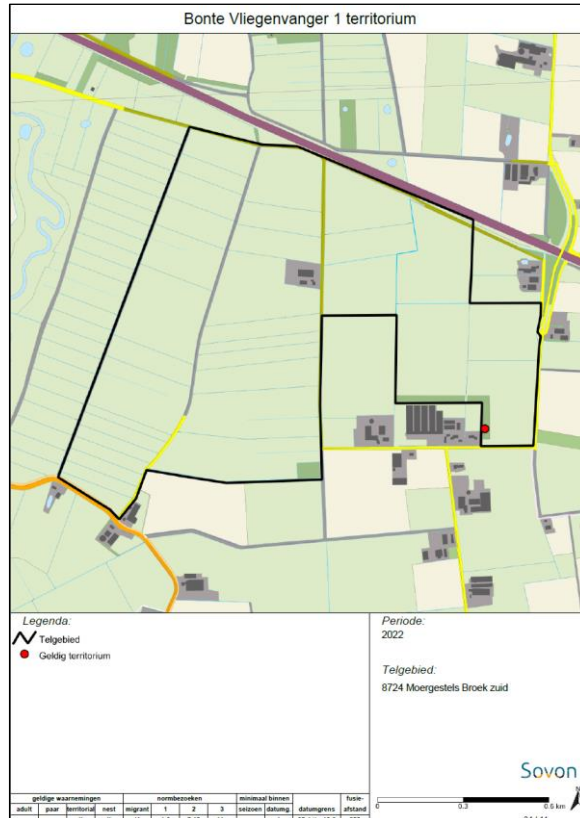 Bonte Vliegenvanger 1 territorium
Legenda:
Telgebied
Geldig territorium
Periode:
2022
Telgebied:
8724 Moergestels Broek zuid
Sovon
0 0.3 0.6 km
geldige waarnemingen normbezoeken minimaal binnen fusie-
adult paar territoriaal nest migrant 1 2 3 seizoen datumg. datumgrens afstand